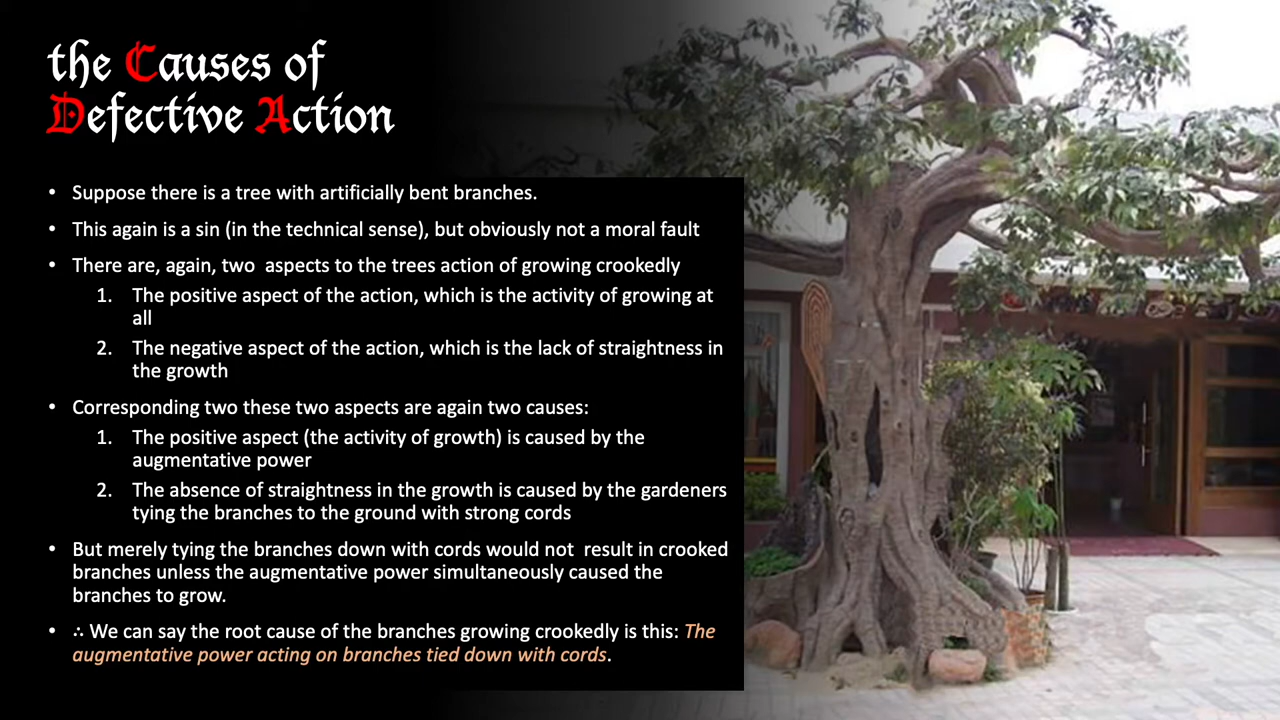 the Causes of
Defective Action
• Suppose there is a tree with artificially bent branches.
• This again is a sin (in the technical sense), but obviously not a moral fault
• There are, again, two  aspects to the trees action of growing crookedly
1. The positive aspect of the action, which is the activity of growing at
all
2. The negative aspect of the action, which is the lack of straightness in
the growth
• Corresponding two these two aspects are again two causes:
1. The positive aspect (the activity of growth) is caused by the
augmentative power
2. The absence of straightness in the growth is caused by the gardeners
tying the branches to the ground with strong cords
• But merely tying the branches down with cords would not  result in crooked
branches unless the augmentative power simultaneously caused the
branches to grow.
• ∴ We can say the root cause of the branches growing crookedly is this: The
augmentative power acting on branches tied down with cords.